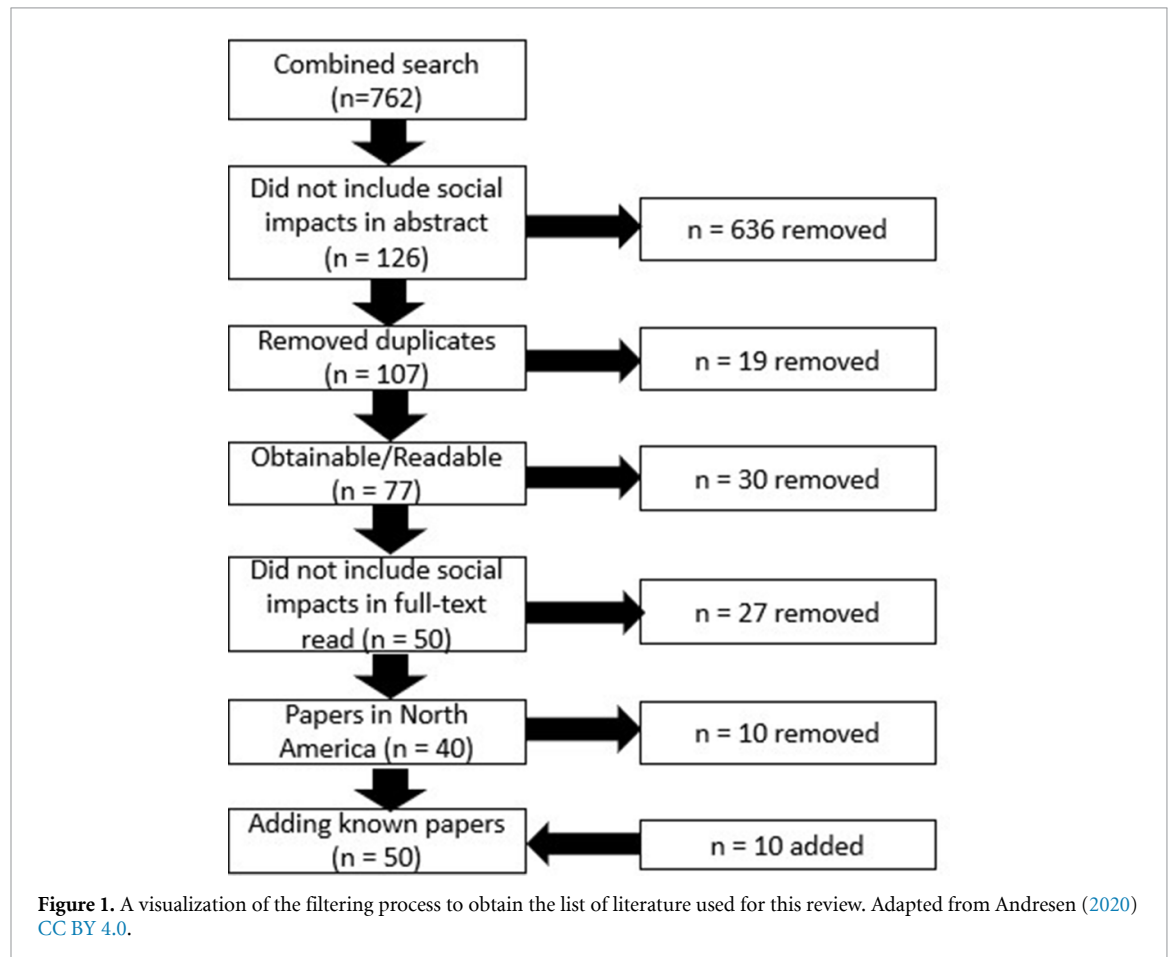 Combined search
(n=762)
Did not include social
impacts in abstract
(n = 126)
n = 636 removed
Removed duplicates
(n = 107)
n = 19 removed
Obtainable/Readable
(n = 77)
n = 30 removed
Did not include social
impacts in full-text
read (n = 50)
n = 27 removed
Papers in North
America (n = 40)
n = 10 removed
Adding known papers
(n = 50)
n = 10 added
Figure 1. A visualization of the filtering process to obtain the list of literature used for this review. Adapted from Andresen (2020)
CC BY 4.0.